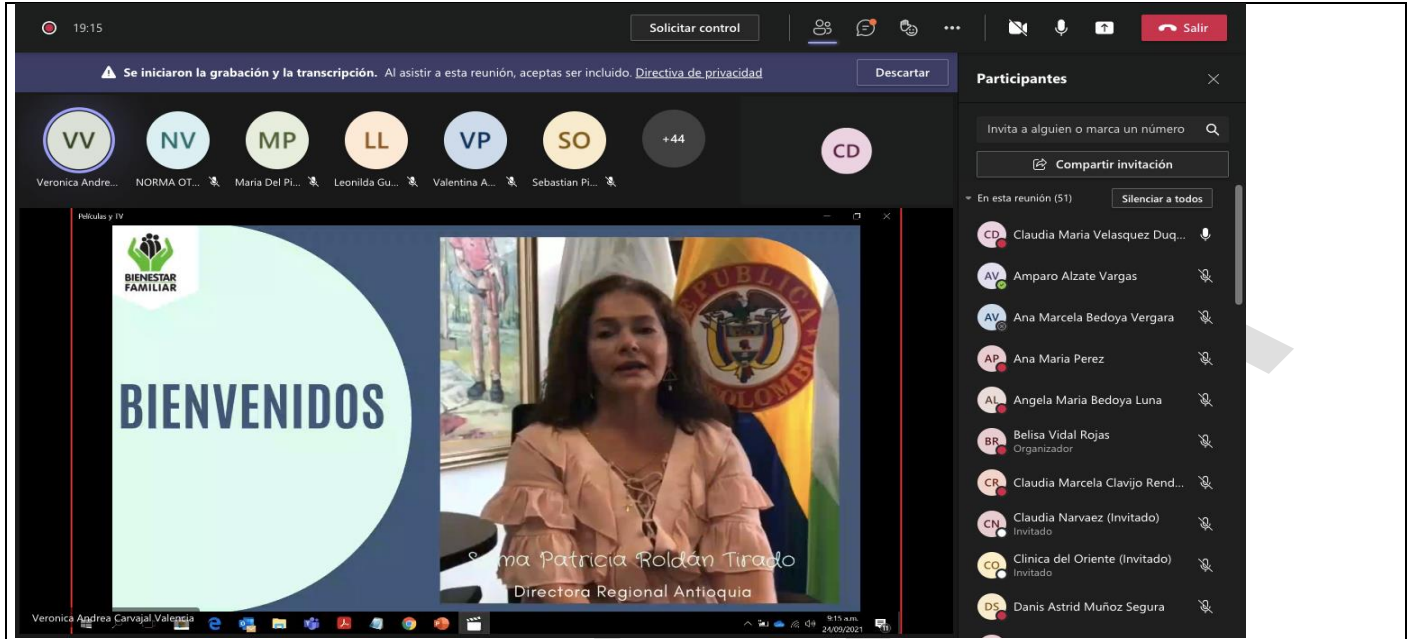 19:15
Solicitar control
Salir
Se iniciaron la grabación y la transcripción. Al asistir a esta reunión, aceptas ser incluido. Directiva de privacidad
Descartar
VV
NV
MP
LL
VP
SO
+44
CD
Veronica Andre...
NORMA OT...
Maria Del Pi...
Leonilda Gu...
Valentina A...
Sebastian Pi...
Películas y TV
BIENESTAR
FAMILIAR
BIENVENIDOS
REPUBLICA
COLOMBIA
Patricia Roldán Tirado
Directora Regional Antioquia
Veronica Andrea Carvajal Valencia
9:15 a.m.
24/09/2021
11
Participantes
Invita a alguien o marca un número
Compartir invitación
En esta reunión (51)
Silenciar a todos
CD Claudia Maria Velasquez Duq...
AV Amparo Alzate Vargas
AV Ana Marcela Bedoya Vergara
AP Ana Maria Perez
AL Angela Maria Bedoya Luna
BR Belisa Vidal Rojas
Organizador
CR Claudia Marcela Clavijo Rend...
CN Claudia Narvaez (Invitado)
Invitado
CO Clinica del Oriente (Invitado)
Invitado
DS Danis Astrid Muñoz Segura